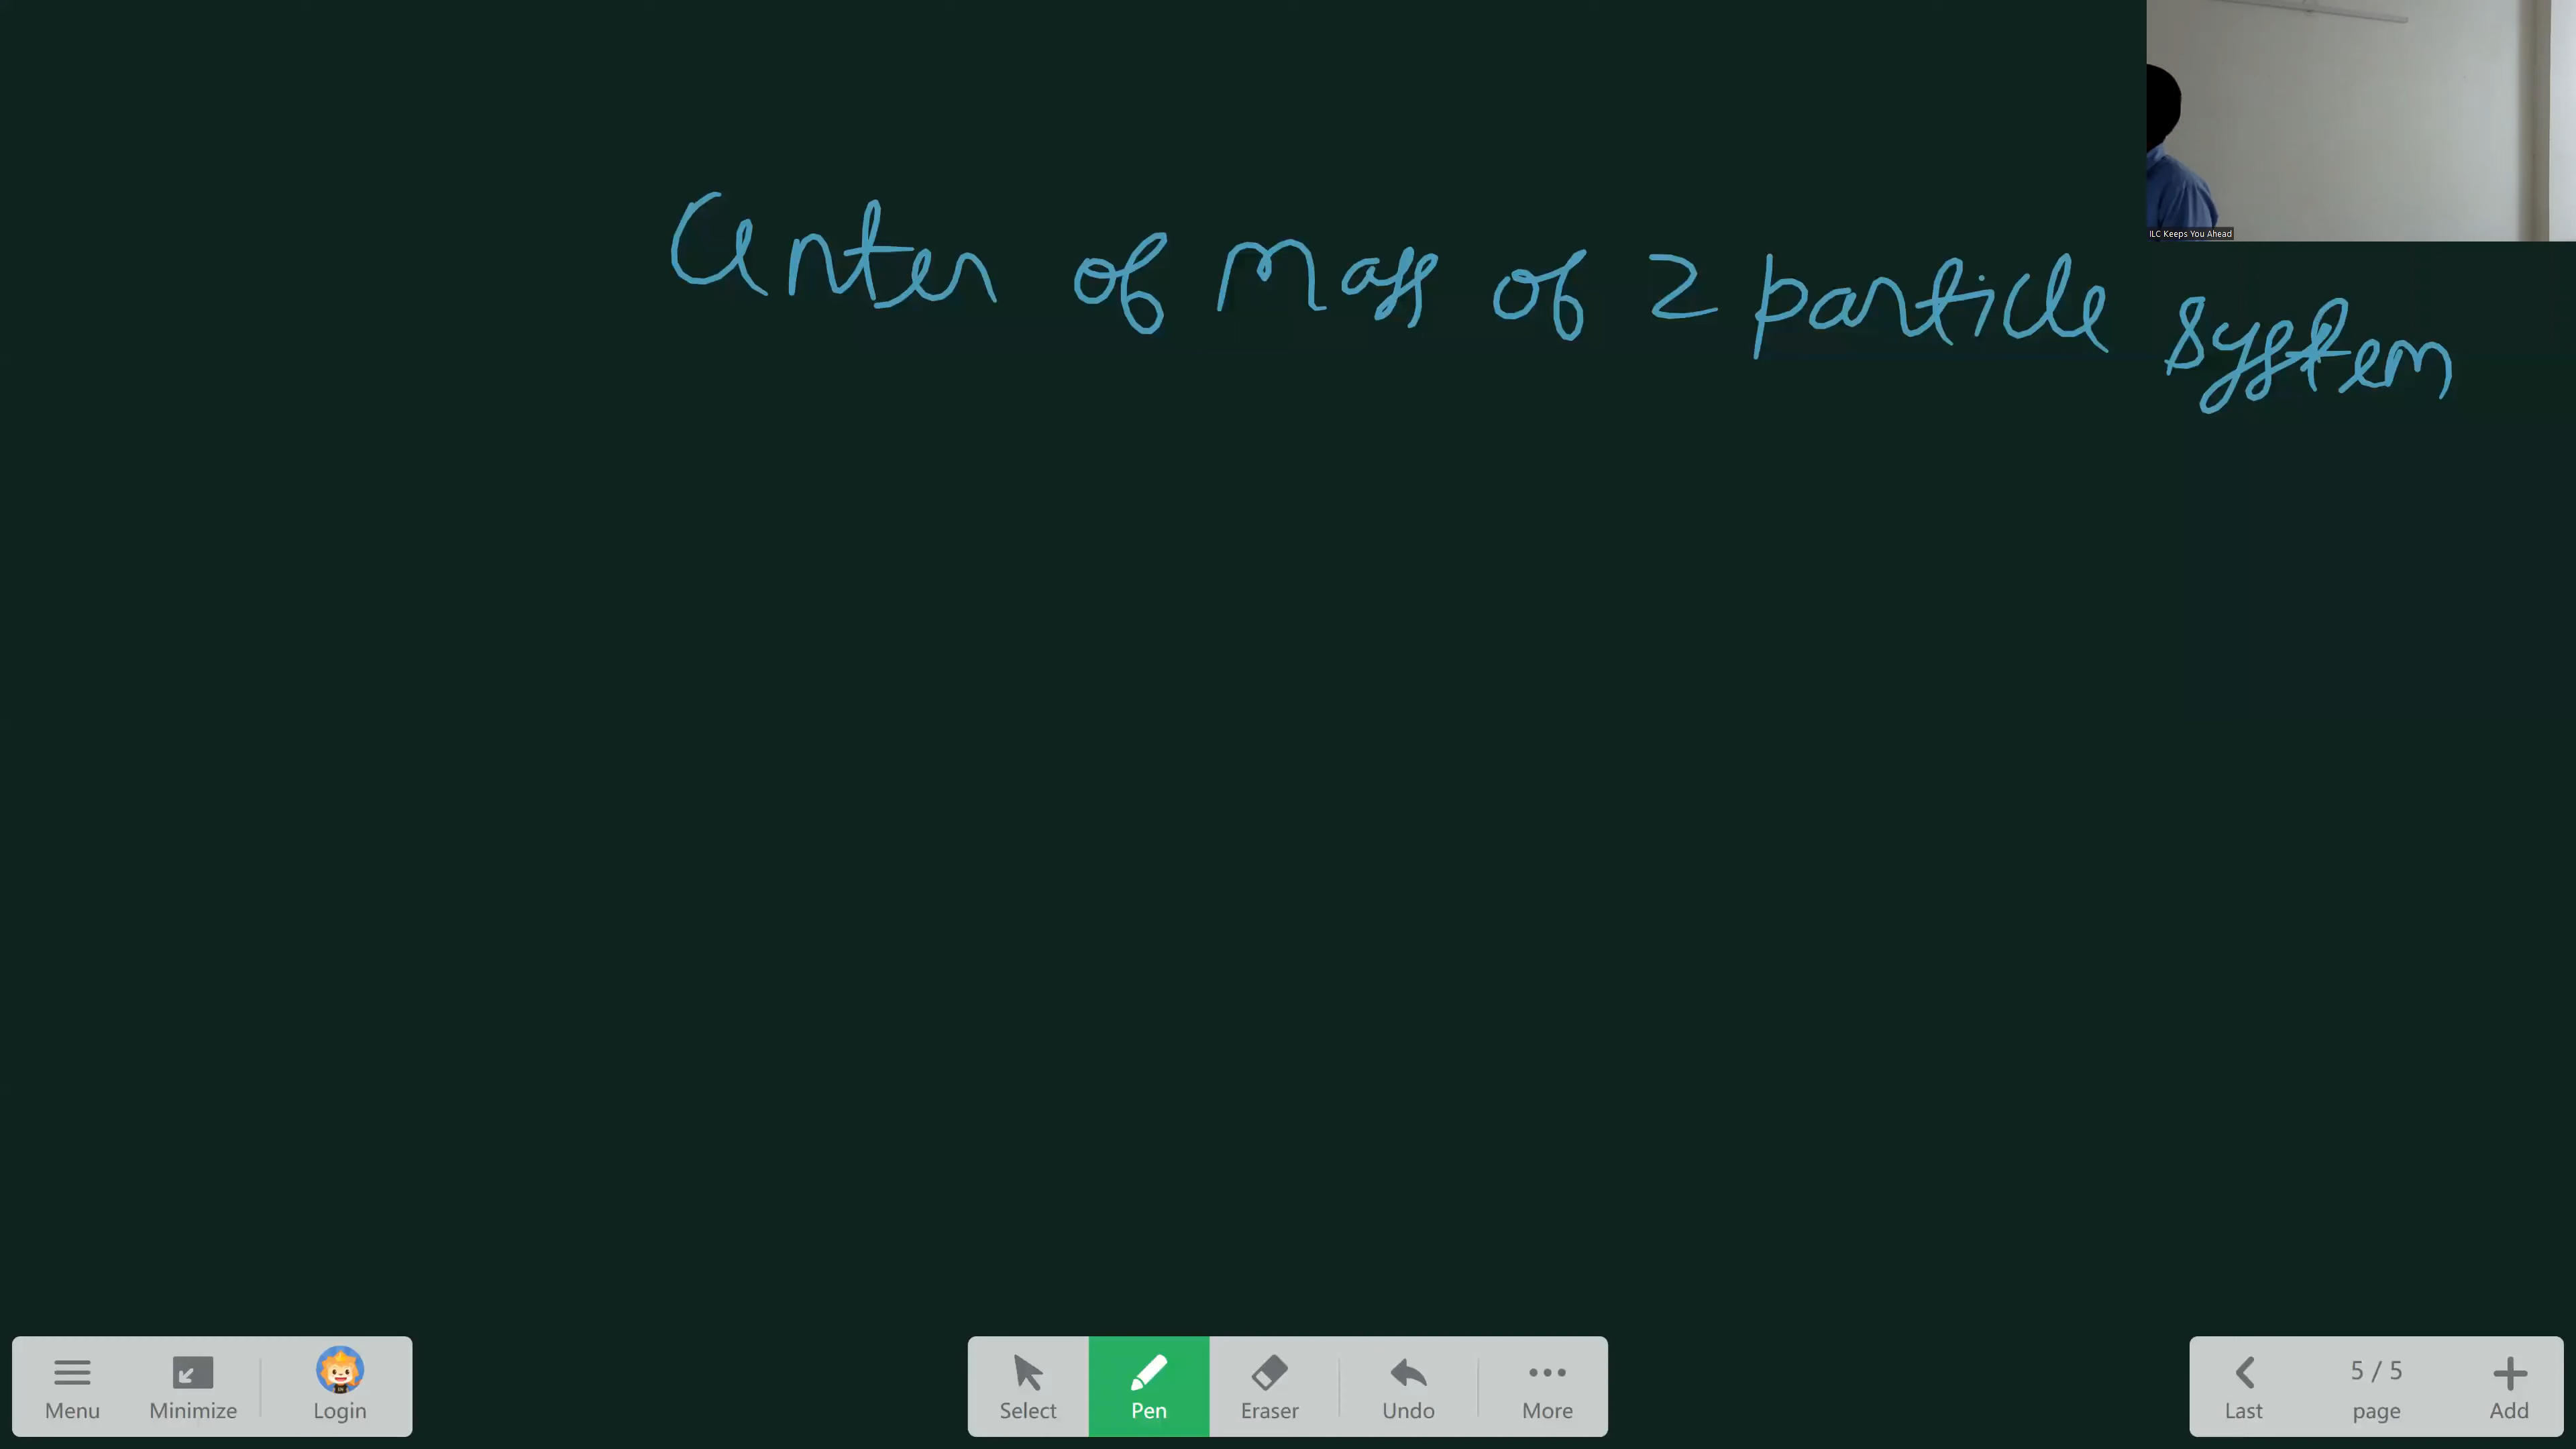 ILC Keeps You Ahead
Center of Mass of 2 particle system
Menu
Minimize
Login
Select
Pen
Eraser
Undo
More
Last
5 / 5
page
Add